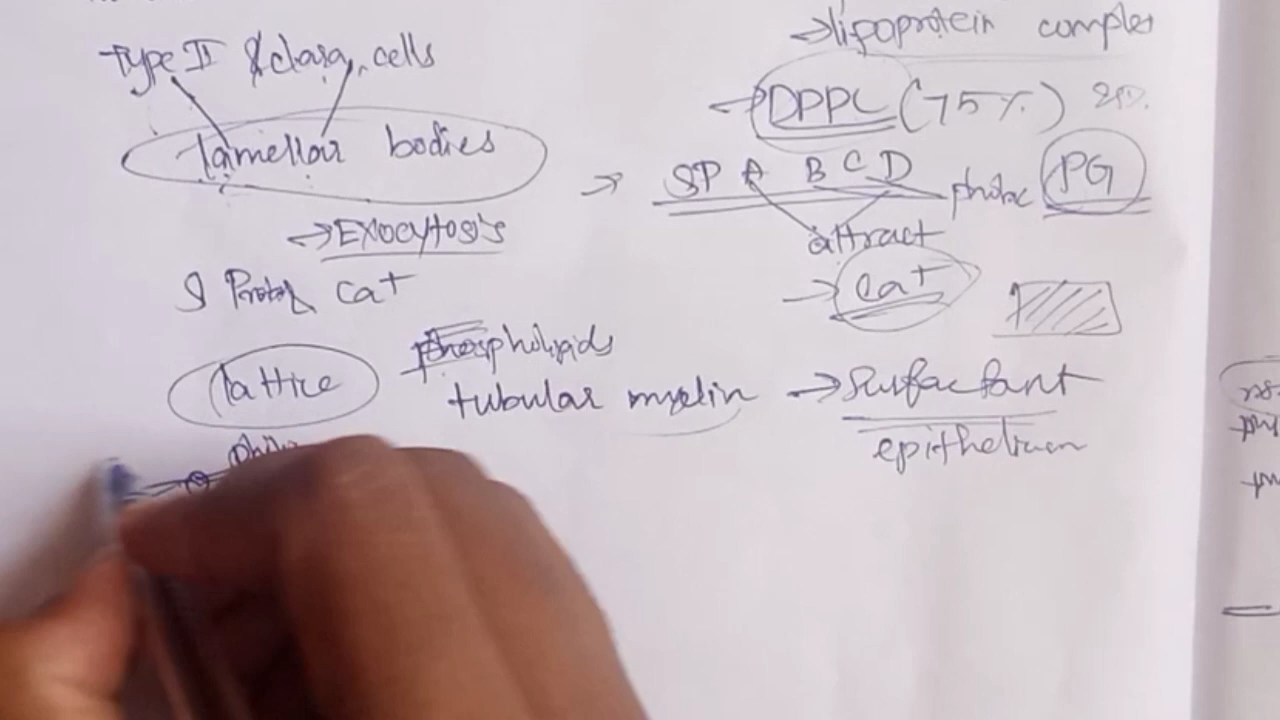 Type II & clara cells
lamellar bodies
→ Exocytosis
Ca+
lattice
phospholipids
tubular myelin → Surfactant
epithelium
→ lipoprotein complex
→ DPPC (75%)
→ SP A B C D phobic PG
attract
→ Ca+